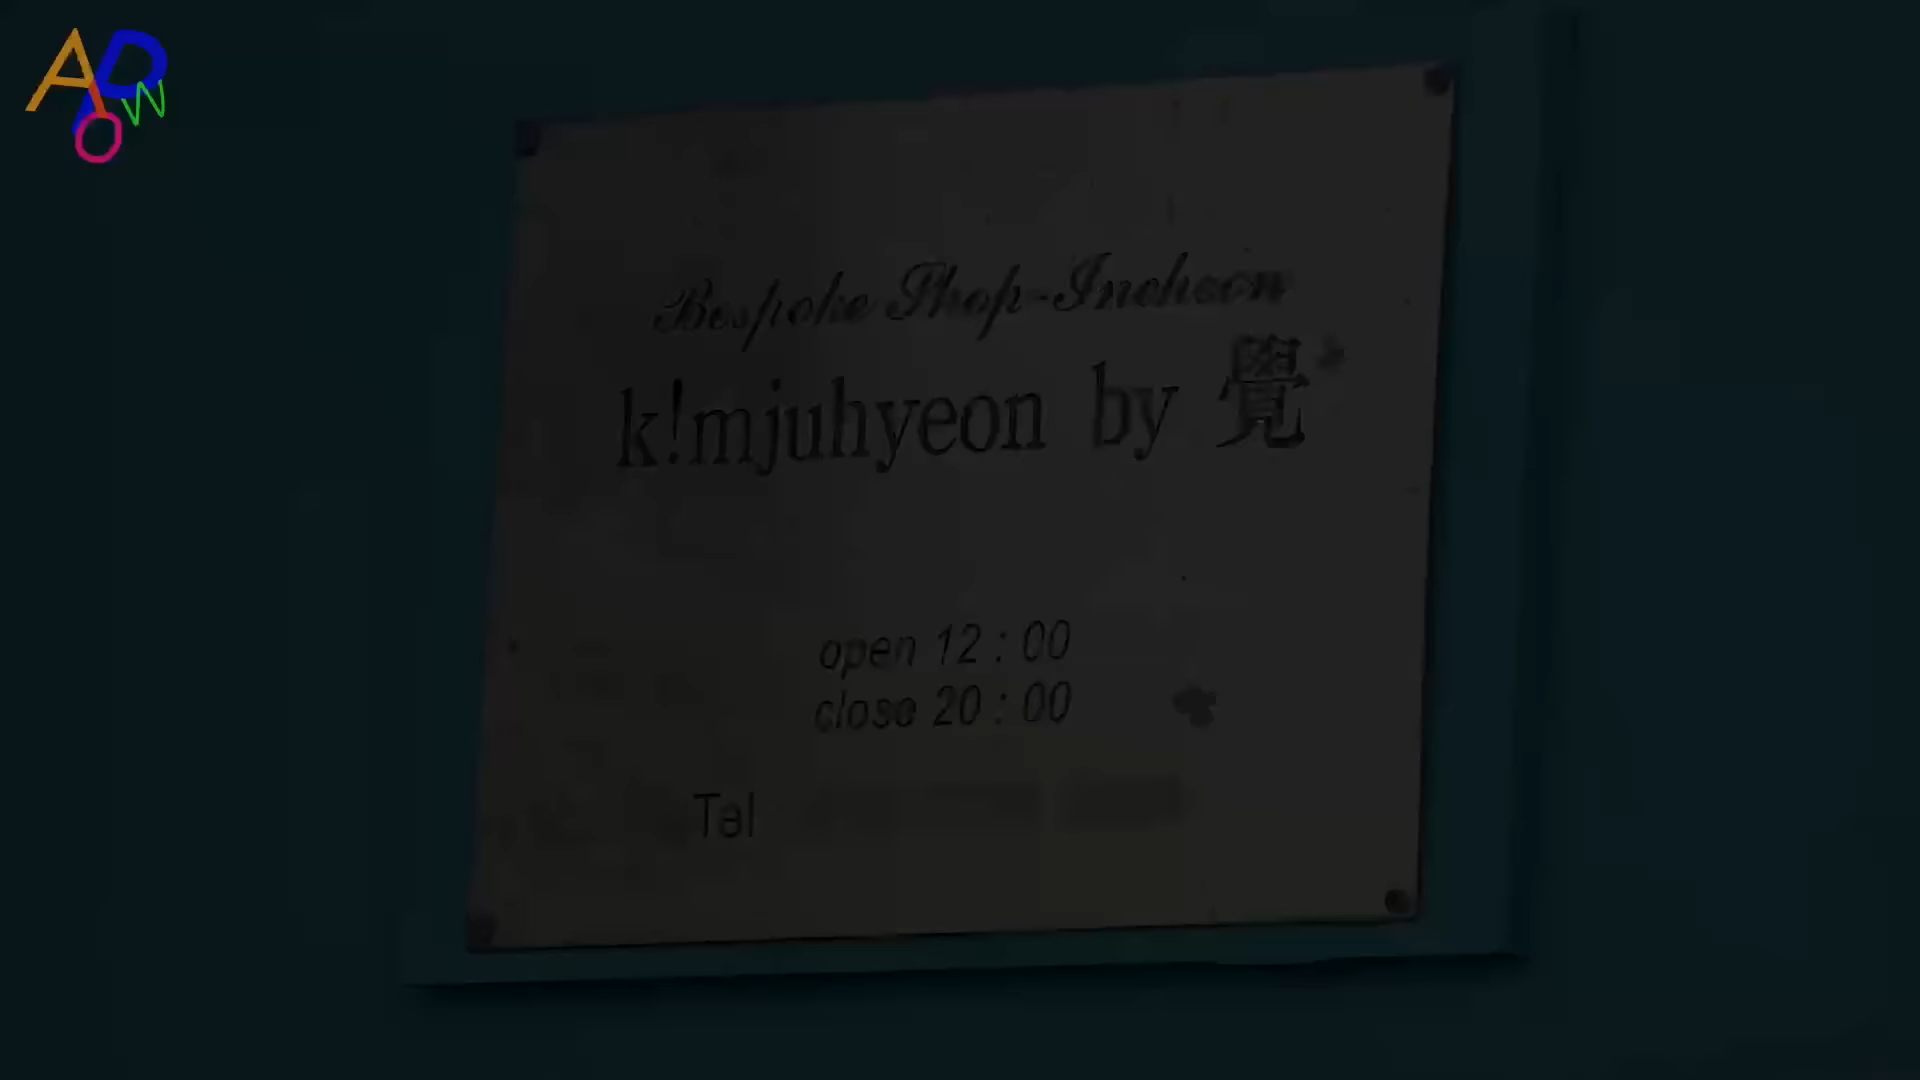 Bespoke Shop-Incheon
k!mjuhyeon by 覺
open 12 : 00
close 20 : 00
Tel